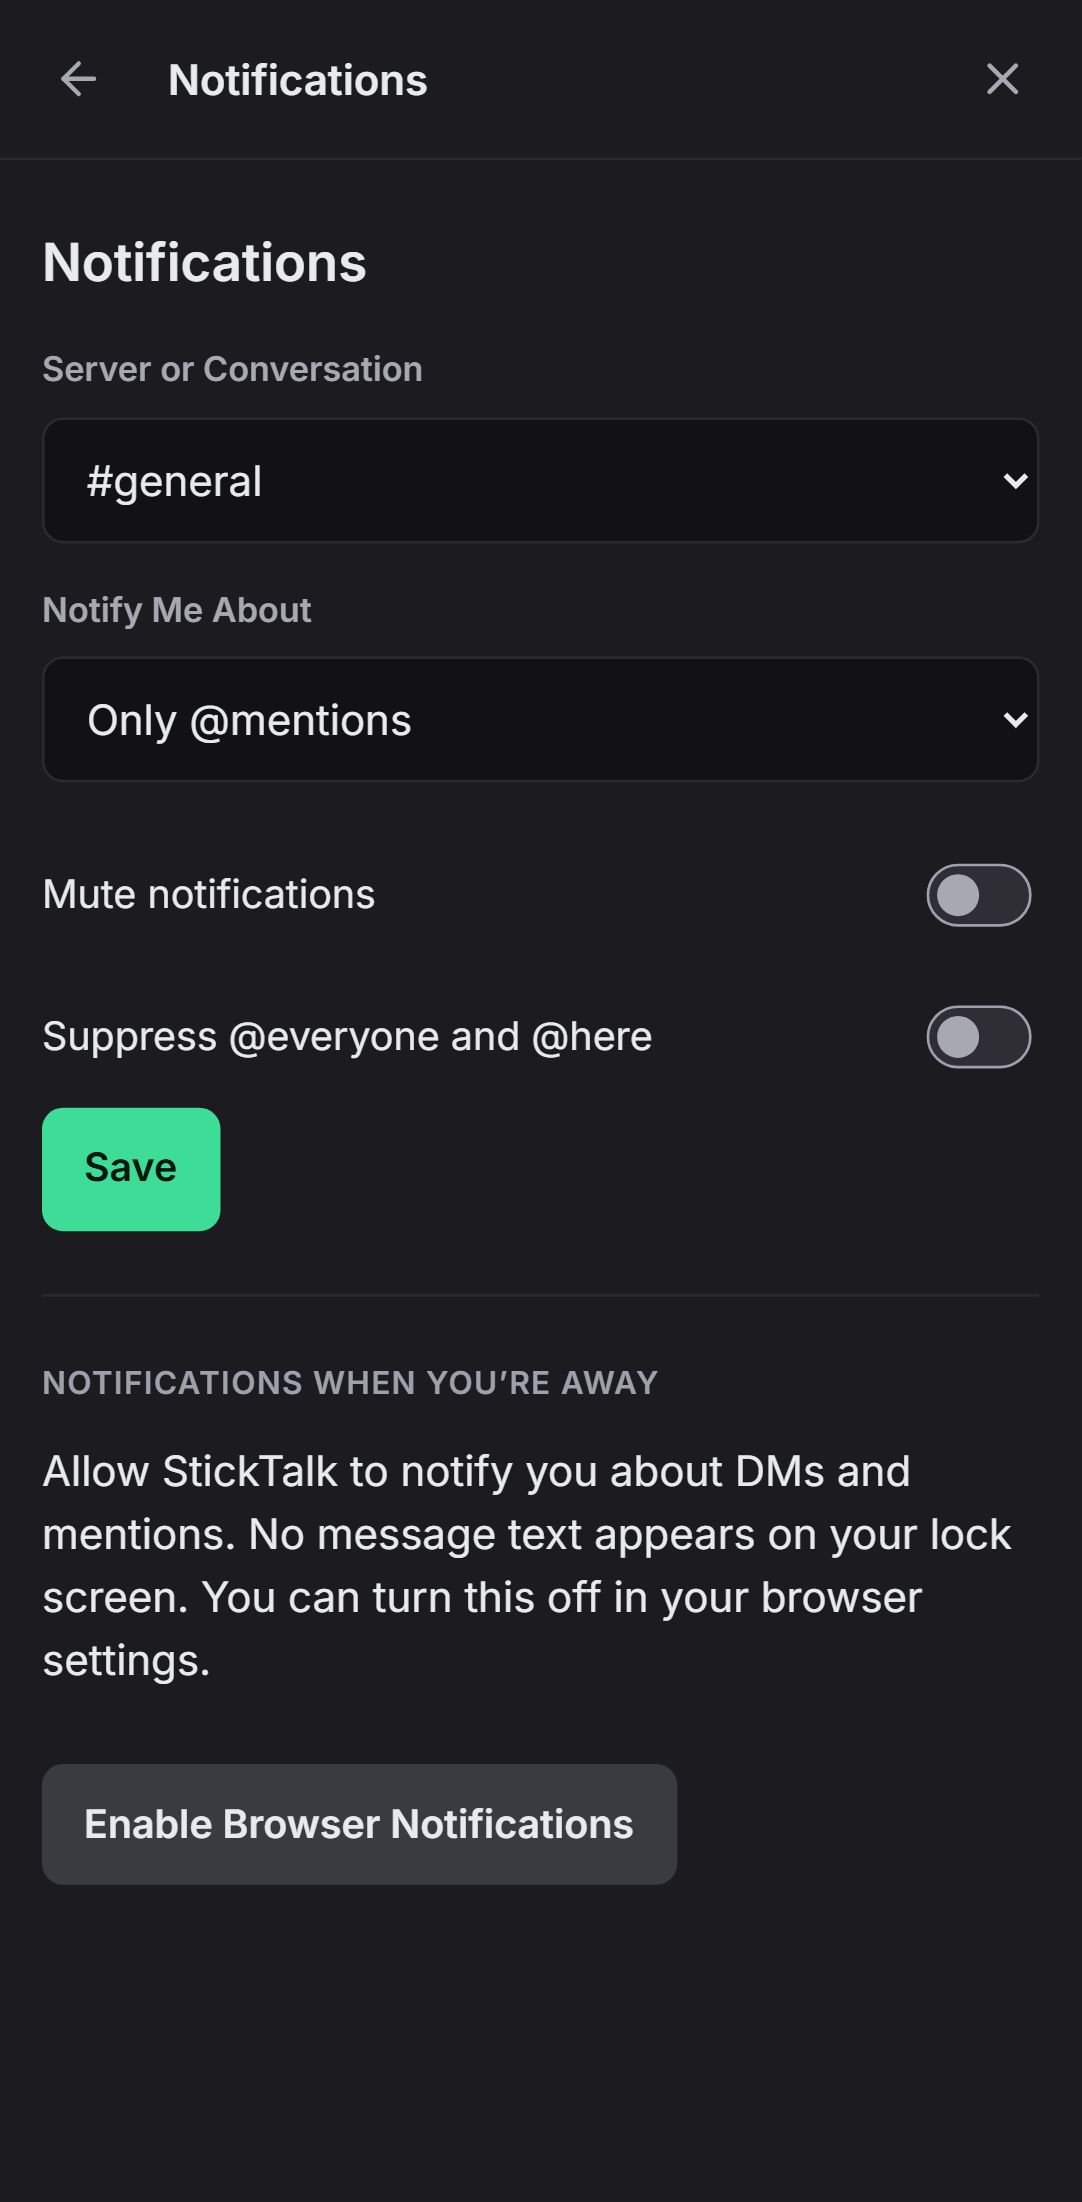 Notifications
Notifications
Server or Conversation
#general
Notify Me About
Only @mentions
Mute notifications
Suppress @everyone and @here
Save
NOTIFICATIONS WHEN YOU’RE AWAY
Allow StickTalk to notify you about DMs and
mentions. No message text appears on your lock
screen. You can turn this off in your browser
settings.
Enable Browser Notifications